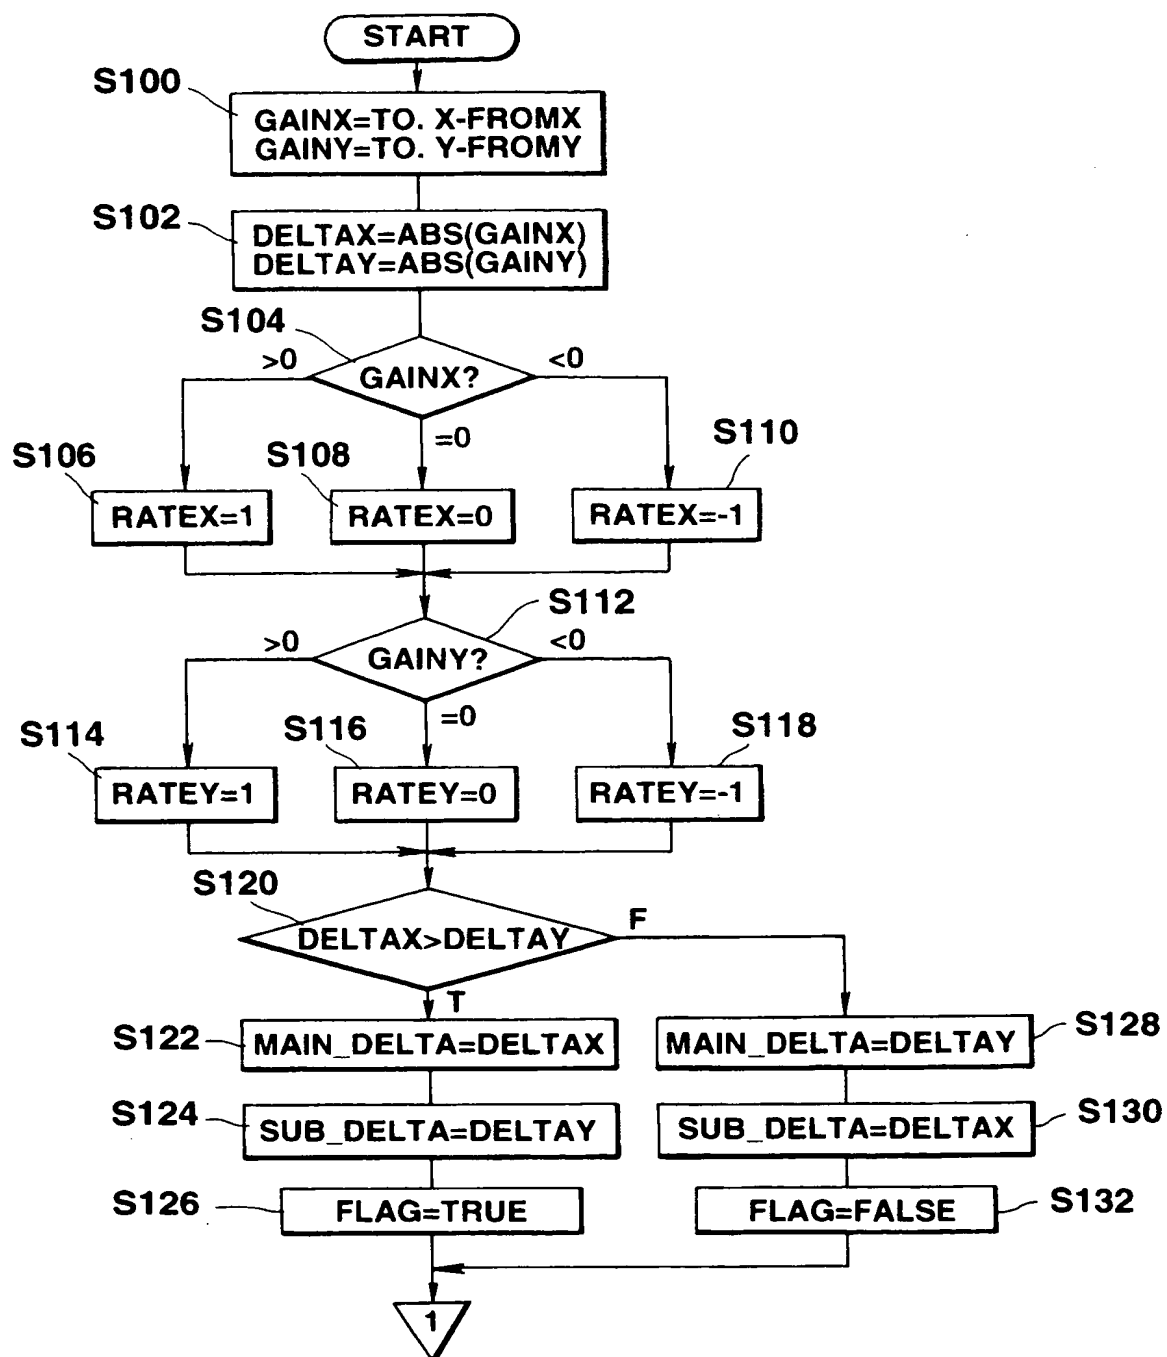 START
S100
GAINX=TO. X-FROMX
GAINY=TO. Y-FROMY
S102
DELTAX=ABS(GAINX)
DELTAY=ABS(GAINY)
S104
>0
<0
GAINX?
=0
S106
S108
S110
RATEX=1
RATEX=0
RATEX=-1
S112
>0
<0
GAINY?
=0
S114
S116
S118
RATEY=1
RATEY=0
RATEY=-1
S120
DELTAX>DELTAY
F
T
S122
MAIN_DELTA=DELTAX
MAIN_DELTA=DELTAY
S128
S124
SUB_DELTA=DELTAY
SUB_DELTA=DELTAX
S130
S126
FLAG=TRUE
FLAG=FALSE
S132
1